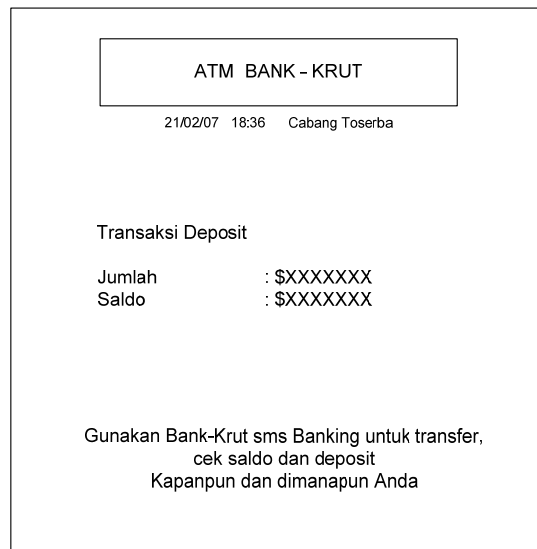 ATM BANK - KRUT
21/02/07 18:36 Cabang Toserba
Transaksi Deposit
Jumlah : $XXXXXXX
Saldo : $XXXXXXX
Gunakan Bank-Krut sms Banking untuk transfer,
cek saldo dan deposit
Kapanpun dan dimanapun Anda